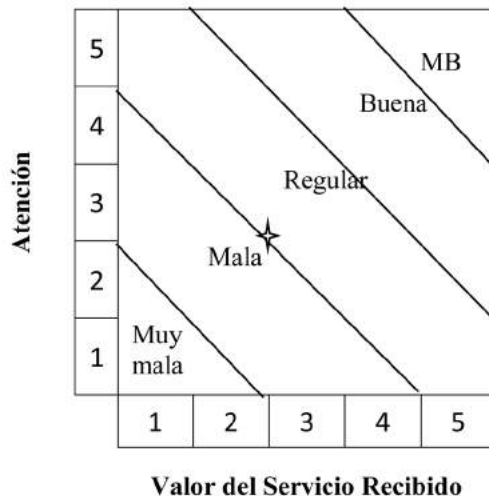 Atención
5
4
3
2
1
MB
Buena
Regular
Mala
Muy
mala
1 2 3 4 5
Valor del Servicio Recibido